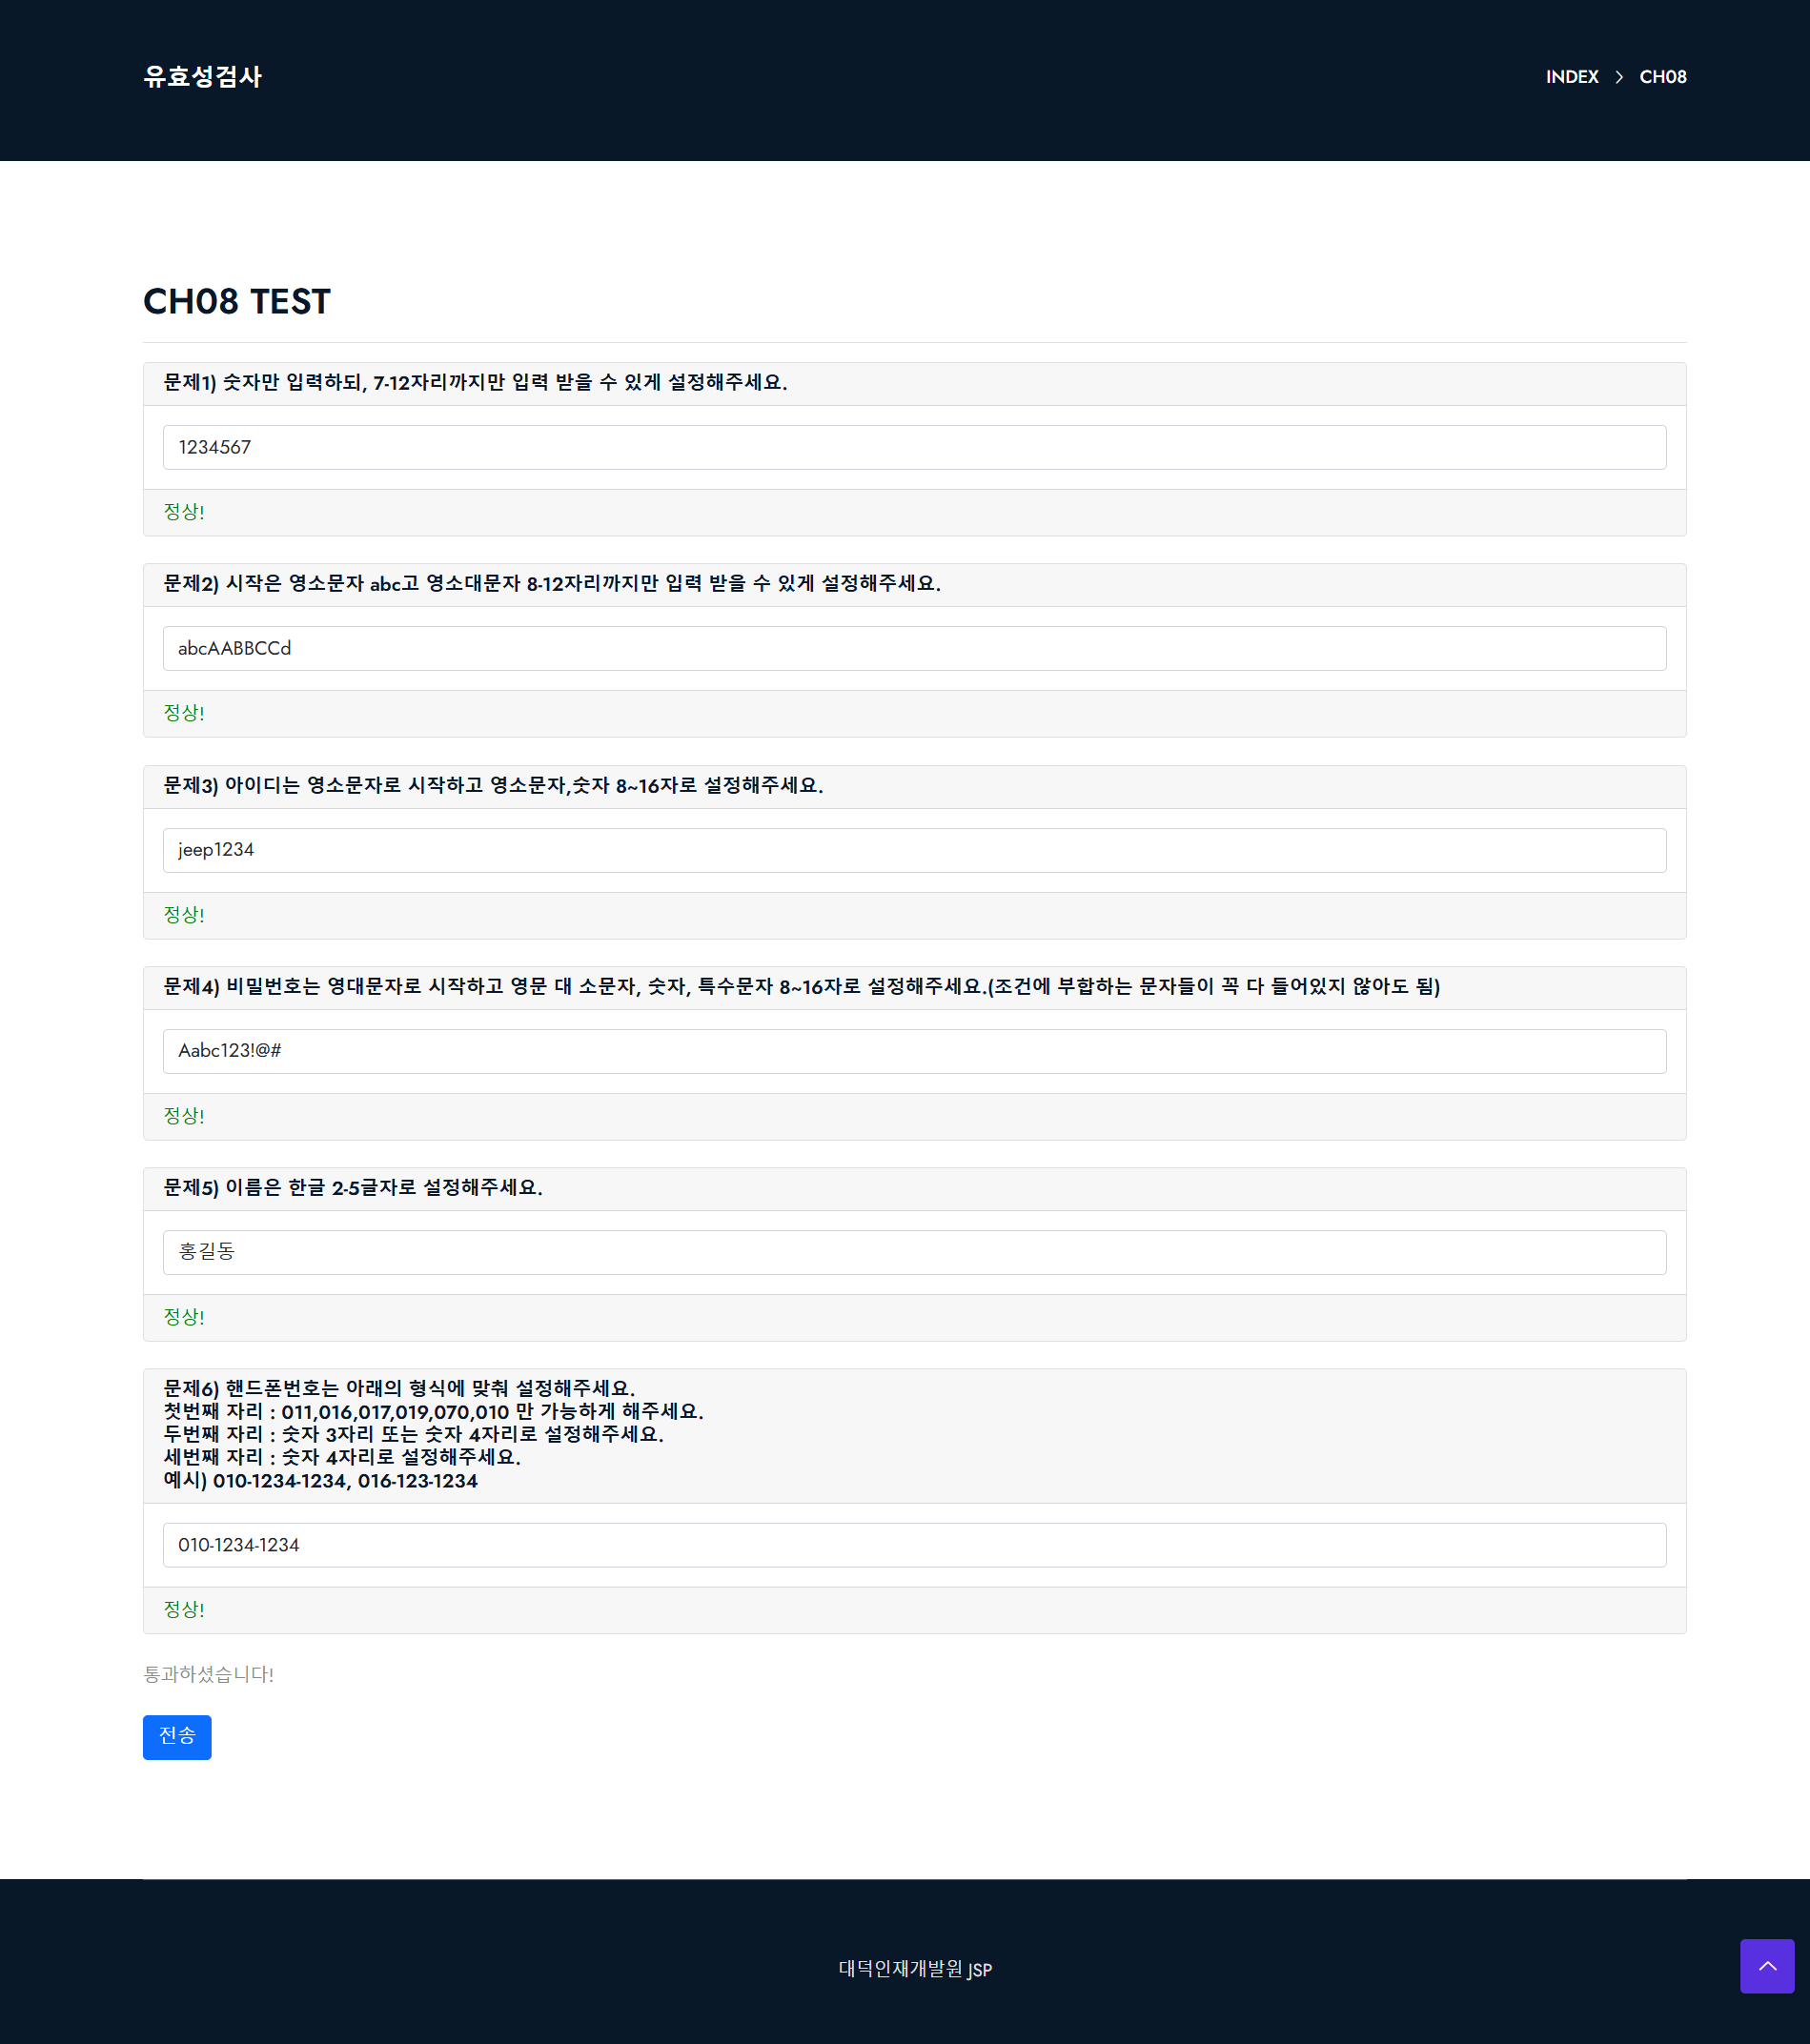 유효성검사
INDEX > CH08
CH08 TEST
문제1) 숫자만 입력하되, 7-12자리까지만 입력 받을 수 있게 설정해주세요.
1234567
정상!
문제2) 시작은 영소문자 abc고 영소대문자 8-12자리까지만 입력 받을 수 있게 설정해주세요.
abcAABBCCd
정상!
문제3) 아이디는 영소문자로 시작하고 영소문자,숫자 8~16자로 설정해주세요.
jeep1234
정상!
문제4) 비밀번호는 영대문자로 시작하고 영문 대 소문자, 숫자, 특수문자 8~16자로 설정해주세요.(조건에 부합하는 문자들이 꼭 다 들어있지 않아도 됨)
Aabc123!@#
정상!
문제5) 이름은 한글 2-5글자로 설정해주세요.
홍길동
정상!
문제6) 핸드폰번호는 아래의 형식에 맞춰 설정해주세요.
첫번째 자리 : 011,016,017,019,070,010 만 가능하게 해주세요.
두번째 자리 : 숫자 3자리 또는 숫자 4자리로 설정해주세요.
세번째 자리 : 숫자 4자리로 설정해주세요.
예시) 010-1234-1234, 016-123-1234
010-1234-1234
정상!
통과하셨습니다!
전송
대덕인재개발원 JSP